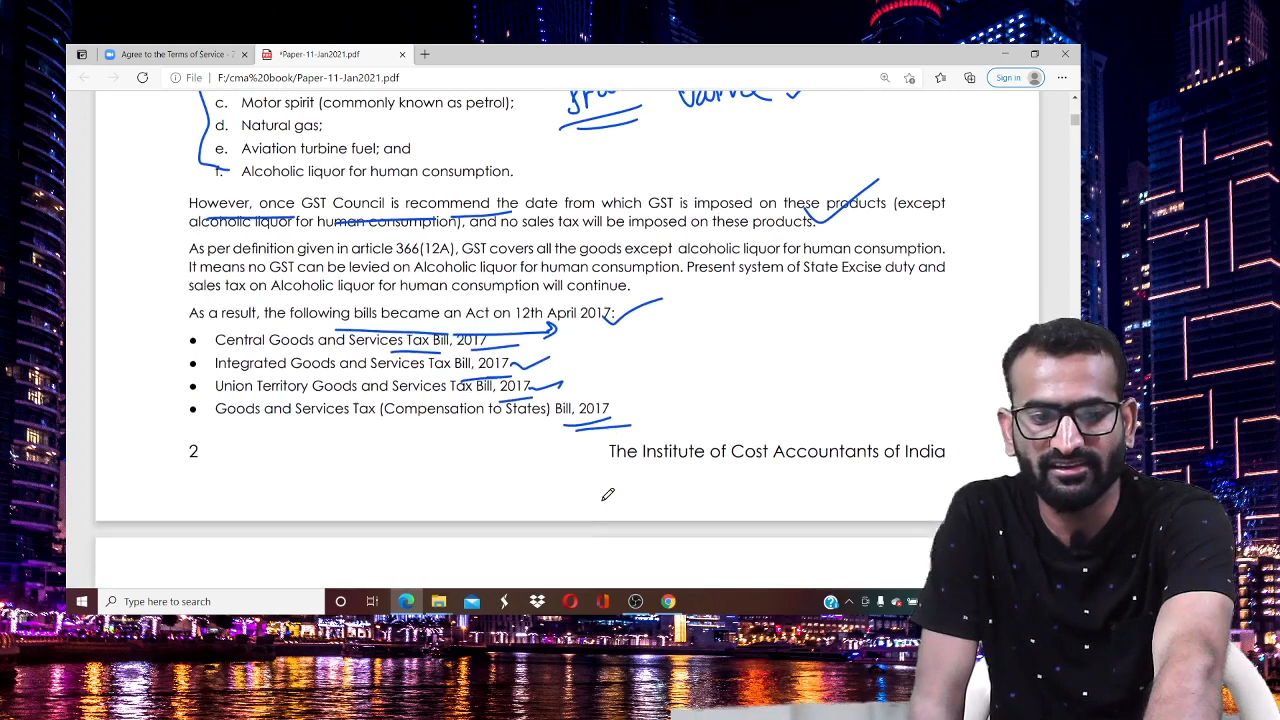 Agree to the Terms of Service - Z
*Paper-11-Jan2021.pdf
File F:/cma%20book/Paper-11-Jan2021.pdf
Sign in
c. Motor spirit (commonly known as petrol);
d. Natural gas;
e. Aviation turbine fuel; and
f. Alcoholic liquor for human consumption.
However, once GST Council is recommend the date from which GST is imposed on these products (except
alcoholic liquor for human consumption), and no sales tax will be imposed on these products.
As per definition given in article 366(12A), GST covers all the goods except alcoholic liquor for human consumption.
It means no GST can be levied on Alcoholic liquor for human consumption. Present system of State Excise duty and
sales tax on Alcoholic liquor for human consumption will continue.
As a result, the following bills became an Act on 12th April 2017:
• Central Goods and Services Tax Bill, 2017
• Integrated Goods and Services Tax Bill, 2017
• Union Territory Goods and Services Tax Bill, 2017
• Goods and Services Tax (Compensation to States) Bill, 2017
2 The Institute of Cost Accountants of India
Type here to search